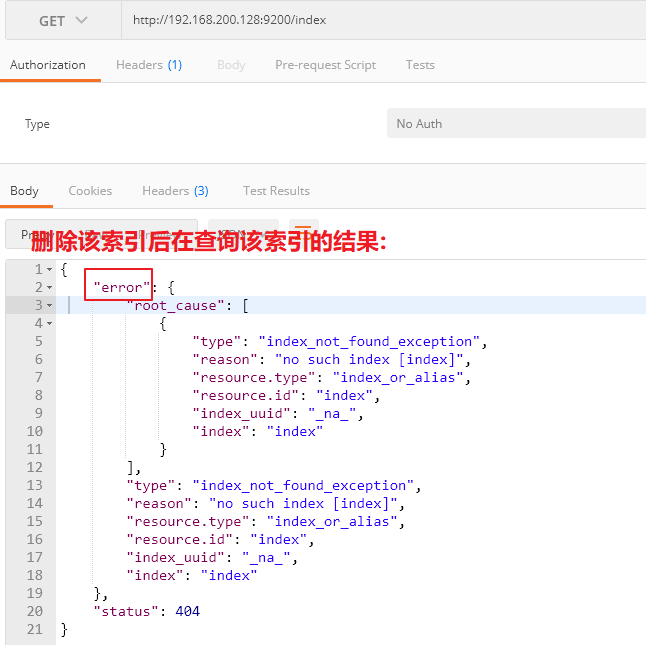 GET http://192.168.200.128:9200/index
Authorization Headers (1) Body Pre-request Script Tests
Type No Auth
Body Cookies Headers (3) Test Results
删除该索引后在查询该索引的结果:
1 {
2 "error": {
3 "root_cause": [
4 {
5 "type": "index_not_found_exception",
6 "reason": "no such index [index]",
7 "resource.type": "index_or_alias",
8 "resource.id": "index",
9 "index_uuid": "_na_",
10 "index": "index"
11 }
12 ],
13 "type": "index_not_found_exception",
14 "reason": "no such index [index]",
15 "resource.type": "index_or_alias",
16 "resource.id": "index",
17 "index_uuid": "_na_",
18 "index": "index"
19 },
20 "status": 404
21 }